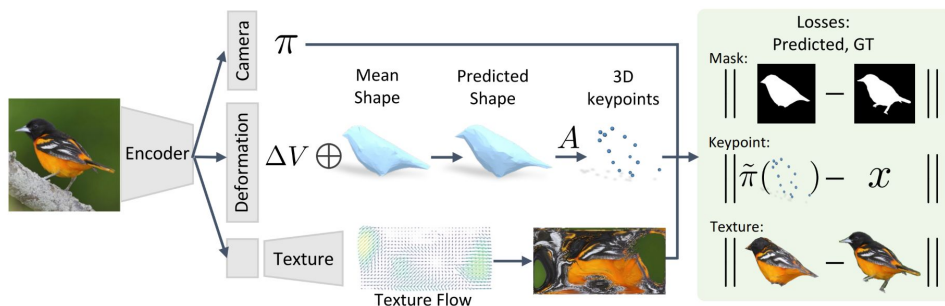 Encoder
Camera
Deformation
Texture
π
ΔV ⊕
Mean
Shape
Predicted
Shape
A
3D
keypoints
Texture Flow
Losses:
Predicted, GT
Mask:
|| − ||
Keypoint:
||π̃( ) − x||
Texture:
|| − ||